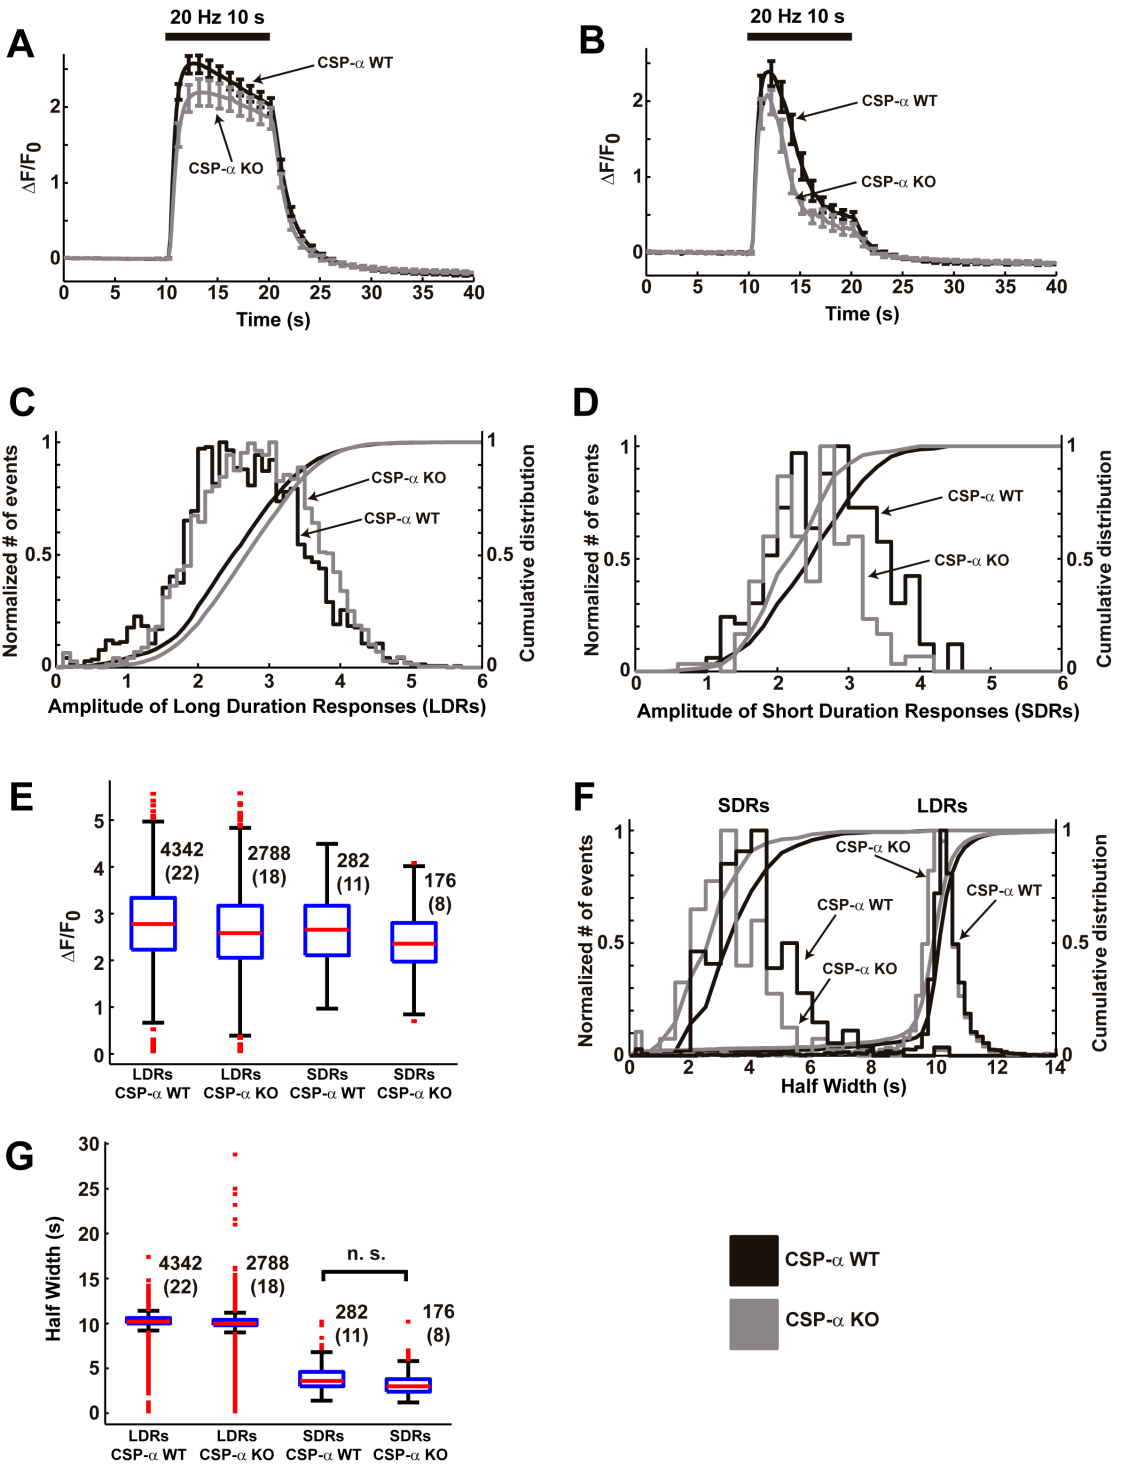 A
20 Hz 10 s
CSP-α WT
CSP-α KO
ΔF/F0
2
1
0
0 5 10 15 20 25 30 35 40
Time (s)
B
20 Hz 10 s
CSP-α WT
CSP-α KO
ΔF/F0
2
1
0
0 5 10 15 20 25 30 35 40
Time (s)
C
Normalized # of events
1
0.5
0
CSP-α KO
CSP-α WT
1
0.5
0
Cumulative distribution
0 1 2 3 4 5 6
Amplitude of Long Duration Responses (LDRs)
D
Normalized # of events
1
0.5
0
CSP-α WT
CSP-α KO
1
0.5
0
Cumulative distribution
0 1 2 3 4 5 6
Amplitude of Short Duration Responses (SDRs)
E
ΔF/F0
5
4
3
2
1
0
4342
(22)
2788
(18)
282
(11)
176
(8)
LDRs LDRs SDRs SDRs
CSP-α WT CSP-α KO CSP-α WT CSP-α KO
F
SDRs LDRs
Normalized # of events
1
0.5
0
CSP-α KO
CSP-α WT
CSP-α WT
CSP-α KO
1
0.5
0
Cumulative distribution
0 2 4 6 8 10 12 14
Half Width (s)
G
Half Width (s)
30
25
20
15
10
5
0
4342
(22)
2788
(18)
n. s.
282
(11)
176
(8)
LDRs LDRs SDRs SDRs
CSP-α WT CSP-α KO CSP-α WT CSP-α KO
CSP-α WT
CSP-α KO